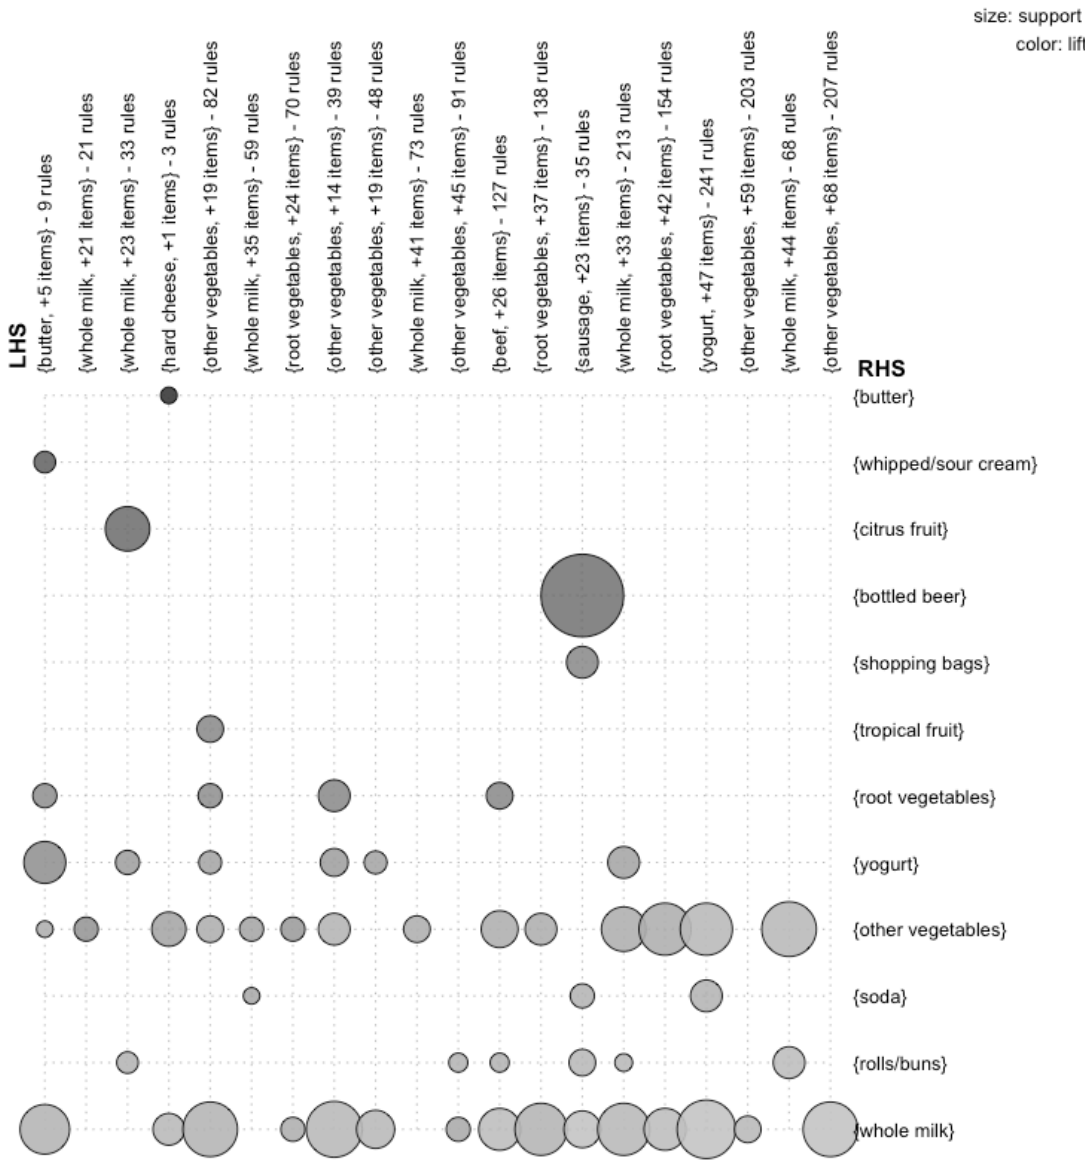 size: support
color: lift
LHS
{butter, +5 items} - 9 rules
{whole milk, +21 items} - 21 rules
{whole milk, +23 items} - 33 rules
{hard cheese, +1 items} - 3 rules
{other vegetables, +19 items} - 82 rules
{whole milk, +35 items} - 59 rules
{root vegetables, +24 items} - 70 rules
{other vegetables, +14 items} - 39 rules
{other vegetables, +19 items} - 48 rules
{whole milk, +41 items} - 73 rules
{other vegetables, +45 items} - 91 rules
{beef, +26 items} - 127 rules
{root vegetables, +37 items} - 138 rules
{sausage, +23 items} - 35 rules
{whole milk, +33 items} - 213 rules
{root vegetables, +42 items} - 154 rules
{yogurt, +47 items} - 241 rules
{other vegetables, +59 items} - 203 rules
{whole milk, +44 items} - 68 rules
{other vegetables, +68 items} - 207 rules
RHS
{butter}
{whipped/sour cream}
{citrus fruit}
{bottled beer}
{shopping bags}
{tropical fruit}
{root vegetables}
{yogurt}
{other vegetables}
{soda}
{rolls/buns}
{whole milk}